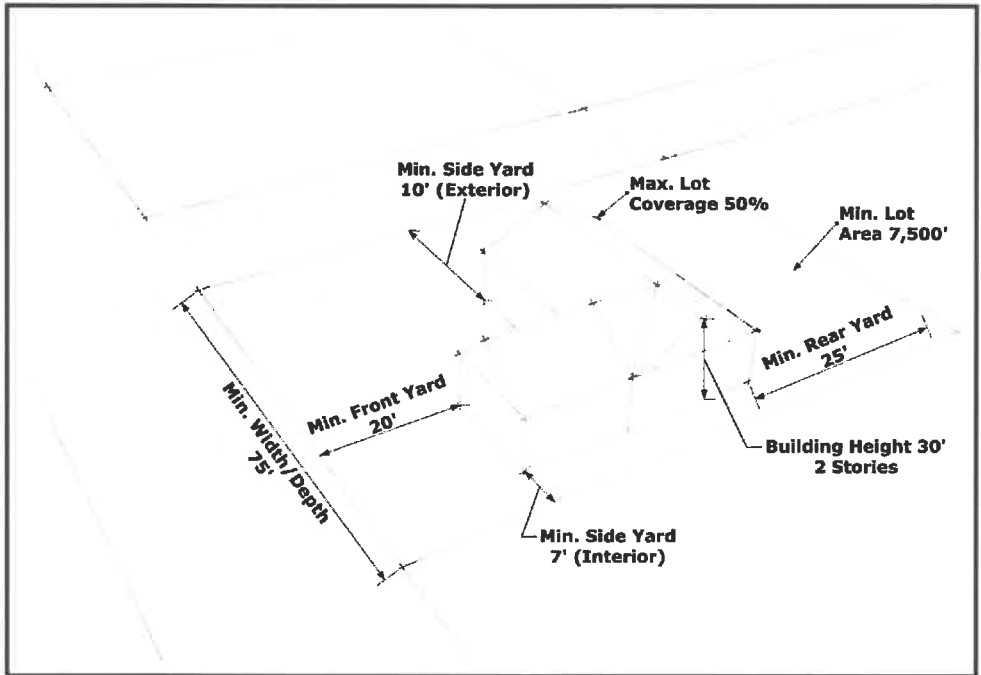 Min. Side Yard
10' (Exterior)
Max. Lot
Coverage 50%
Min. Lot
Area 7,500'
Min. Rear Yard
25'
Min. Front Yard
20'
Min. Width/Depth
75'
Building Height 30'
2 Stories
Min. Side Yard
7' (Interior)